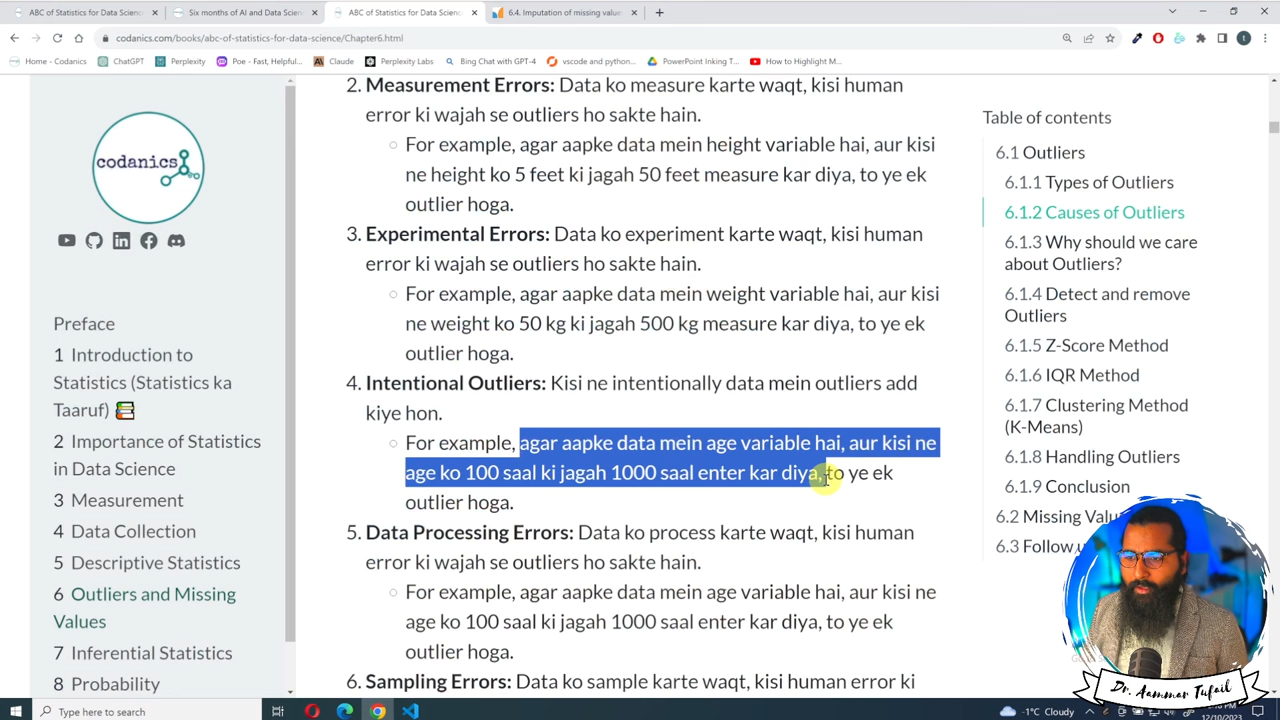 ABC of Statistics for Data Scienc
Six months of AI and Data Scien
ABC of Statistics for Data Scienc
6.4. Imputation of missing value
codanics.com/books/abc-of-statistics-for-data-science/Chapter6.html
Home - Codanics
ChatGPT
Perplexity
Poe - Fast, Helpful...
Claude
Perplexity Labs
Bing Chat with GPT-4
vscode and python...
PowerPoint Inking T...
How to Highlight M...
codanics
Preface
1 Introduction to
Statistics (Statistics ka
Taaruf)
2 Importance of Statistics
in Data Science
3 Measurement
4 Data Collection
5 Descriptive Statistics
6 Outliers and Missing
Values
7 Inferential Statistics
8 Probability
2. Measurement Errors: Data ko measure karte waqt, kisi human
error ki wajah se outliers ho sakte hain.
For example, agar aapke data mein height variable hai, aur kisi
ne height ko 5 feet ki jagah 50 feet measure kar diya, to ye ek
outlier hoga.
3. Experimental Errors: Data ko experiment karte waqt, kisi human
error ki wajah se outliers ho sakte hain.
For example, agar aapke data mein weight variable hai, aur kisi
ne weight ko 50 kg ki jagah 500 kg measure kar diya, to ye ek
outlier hoga.
4. Intentional Outliers: Kisi ne intentionally data mein outliers add
kiye hon.
For example, agar aapke data mein age variable hai, aur kisi ne
age ko 100 saal ki jagah 1000 saal enter kar diya, to ye ek
outlier hoga.
5. Data Processing Errors: Data ko process karte waqt, kisi human
error ki wajah se outliers ho sakte hain.
For example, agar aapke data mein age variable hai, aur kisi ne
age ko 100 saal ki jagah 1000 saal enter kar diya, to ye ek
outlier hoga.
6. Sampling Errors: Data ko sample karte waqt, kisi human error ki
Table of contents
6.1 Outliers
6.1.1 Types of Outliers
6.1.2 Causes of Outliers
6.1.3 Why should we care
about Outliers?
6.1.4 Detect and remove
Outliers
6.1.5 Z-Score Method
6.1.6 IQR Method
6.1.7 Clustering Method
(K-Means)
6.1.8 Handling Outliers
6.1.9 Conclusion
6.2 Missing Valu
6.3 Follow
Dr. Aammar Tufail
Type here to search
-1°C Cloudy
12/10/2023